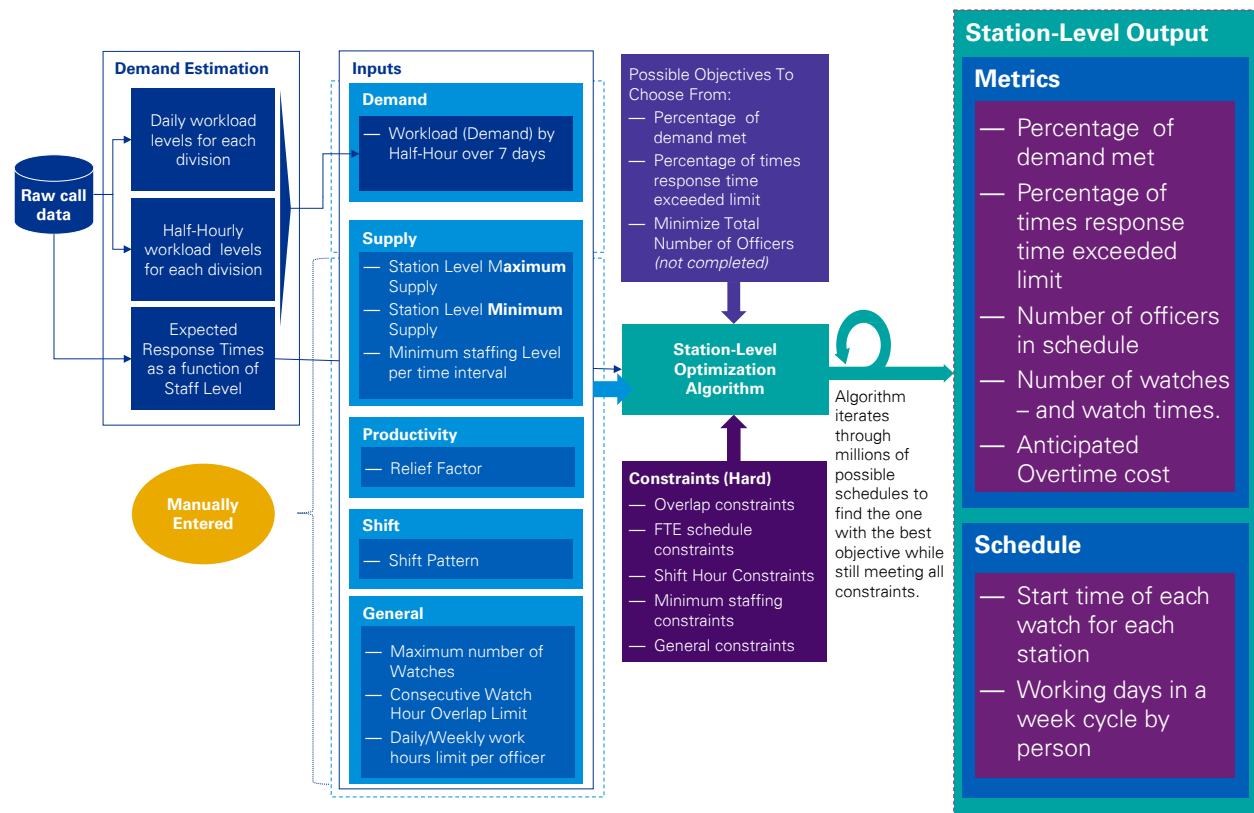 Raw call
data
Demand Estimation
Daily workload
levels for each
division
Half-Hourly
workload levels
for each division
Expected
Response Times
as a function of
Staff Level
Manually
Entered
Inputs
Demand
— Workload (Demand) by
Half-Hour over 7 days
Supply
— Station Level Maximum
Supply
— Station Level Minimum
Supply
— Minimum staffing Level
per time interval
Productivity
— Relief Factor
Shift
— Shift Pattern
General
— Maximum number of
Watches
— Consecutive Watch
Hour Overlap Limit
— Daily/Weekly work
hours limit per officer
Possible Objectives To
Choose From:
— Percentage of
demand met
— Percentage of times
response time
exceeded limit
— Minimize Total
Number of Officers
(not completed)
Station-Level
Optimization
Algorithm
Constraints (Hard)
— Overlap constraints
— FTE schedule
constraints
— Shift Hour Constraints
— Minimum staffing
constraints
— General constraints
Algorithm
iterates
through
millions of
possible
schedules to
find the one
with the best
objective while
still meeting all
constraints.
Station-Level Output
Metrics
— Percentage of
demand met
— Percentage of
times response
time exceeded
limit
— Number of officers
in schedule
— Number of watches
– and watch times.
— Anticipated
Overtime cost
Schedule
— Start time of each
watch for each
station
— Working days in a
week cycle by
person